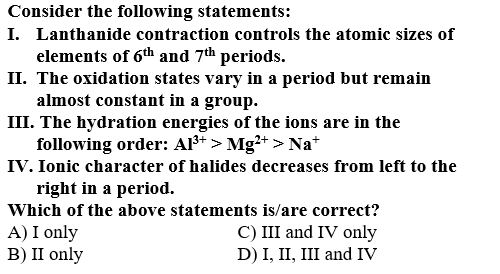 Consider the following statements:
I. Lanthanide contraction controls the atomic sizes of
elements of 6th and 7th periods.
II. The oxidation states vary in a period but remain
almost constant in a group.
III. The hydration energies of the ions are in the
following order: Al³⁺ > Mg²⁺ > Na⁺
IV. Ionic character of halides decreases from left to the
right in a period.
Which of the above statements is/are correct?
A) I only C) III and IV only
B) II only D) I, II, III and IV